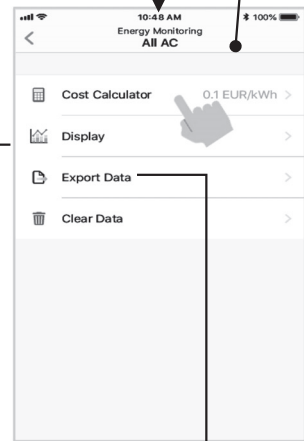 10:48 AM 100%
Energy Monitoring
All AC
Cost Calculator 0.1 EUR/kWh
Display
Export Data
Clear Data